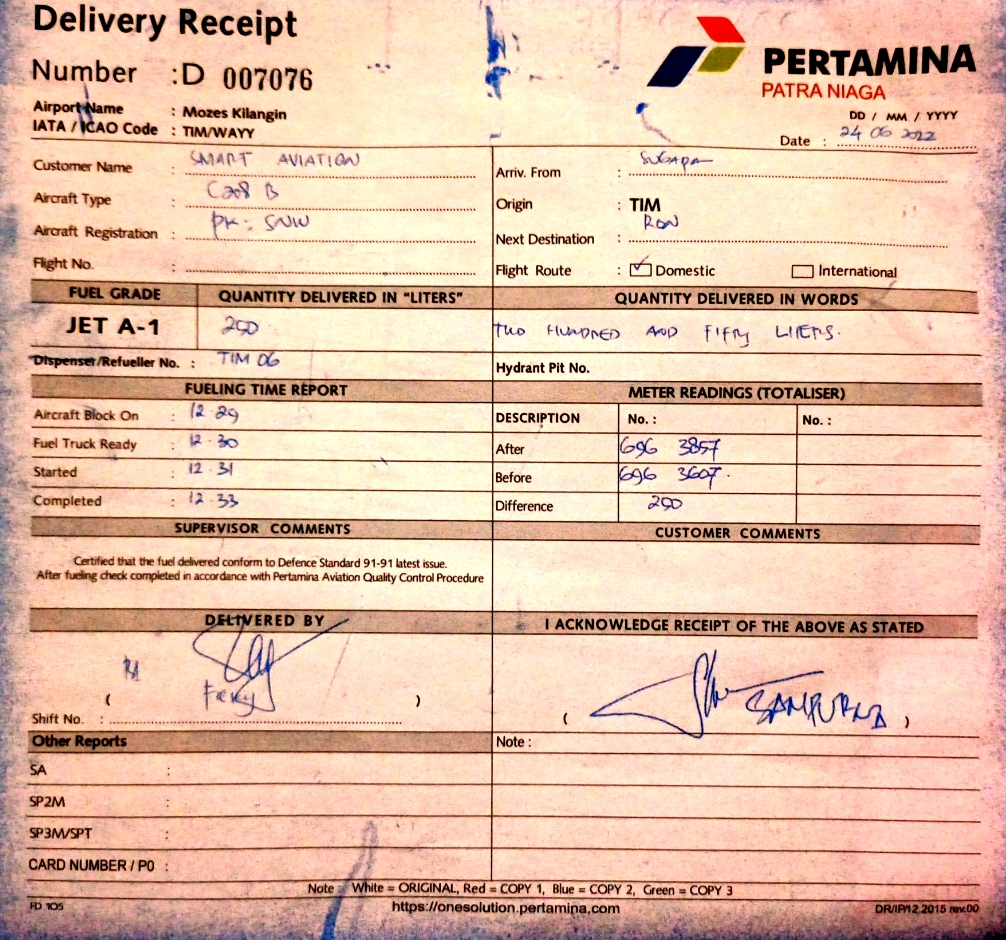 Delivery Receipt
Number :D 007076
PERTAMINA
PATRA NIAGA
Airport Name : Mozes Kilangin
IATA / ICAO Code : TIM/WAYY
DD / MM / YYYY
Date : 24 06 2022
Customer Name : SMART AVIATION
Aircraft Type : C208 B
Aircraft Registration : PK - SNW
Flight No. :
Arriv. From : SUGAPA
Origin : TIM
Next Destination : RON
Flight Route : Domestic International
FUEL GRADE QUANTITY DELIVERED IN "LITERS" QUANTITY DELIVERED IN WORDS
JET A-1 250 TWO HUNDRED AND FIFTY LITERS.
Dispenser/Refueller No. : TIM 06
Hydrant Pit No.
FUELING TIME REPORT
Aircraft Block On : 12.29
Fuel Truck Ready : 12.30
Started : 12.31
Completed : 12.33
METER READINGS (TOTALISER)
DESCRIPTION No. : No. :
After 696 3857
Before 696 3607.
Difference 250
SUPERVISOR COMMENTS
Certified that the fuel delivered conform to Defence Standard 91-91 latest issue.
After fueling check completed in accordance with Pertamina Aviation Quality Control Procedure
CUSTOMER COMMENTS
DELIVERED BY
( )
Shift No. :
I ACKNOWLEDGE RECEIPT OF THE ABOVE AS STATED
( SAMPURNA )
Other Reports
SA :
SP2M :
SP3M/SPT :
CARD NUMBER / P0 :
Note :
Note : White = ORIGINAL, Red = COPY 1, Blue = COPY 2, Green = COPY 3
FD 105
https://onesolution.pertamina.com
DR/IP/12.2015 rev.00